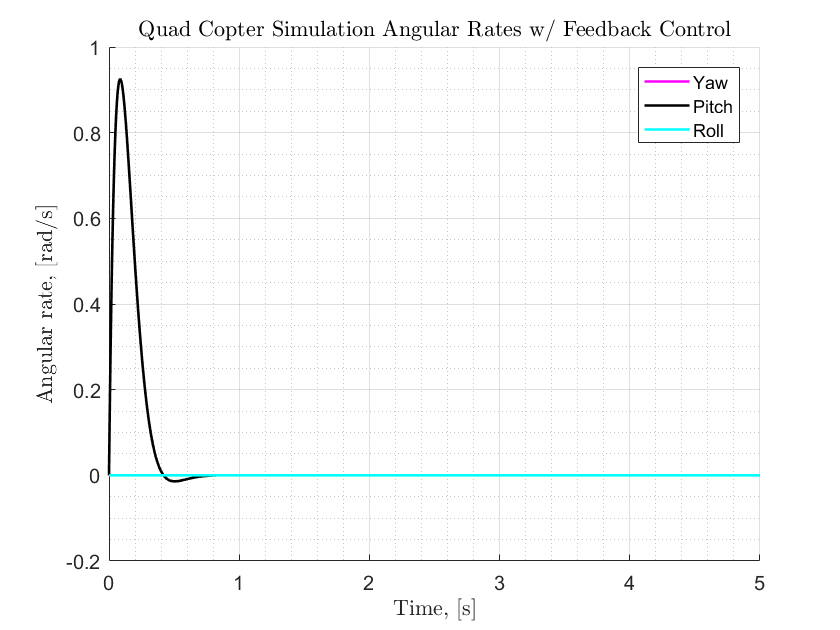 Quad Copter Simulation Angular Rates w/ Feedback Control
1
0.8
0.6
0.4
0.2
0
-0.2
Angular rate, [rad/s]
Yaw
Pitch
Roll
0 1 2 3 4 5
Time, [s]